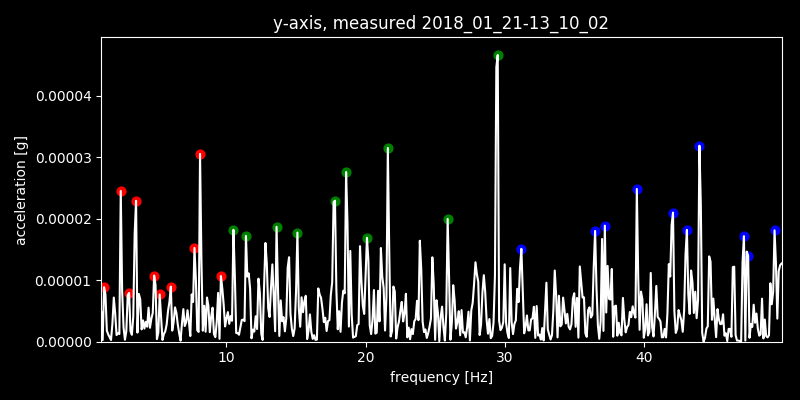 y-axis, measured 2018_01_21-13_10_02
acceleration [g]
0.00004
0.00003
0.00002
0.00001
0.00000
10 20 30 40
frequency [Hz]